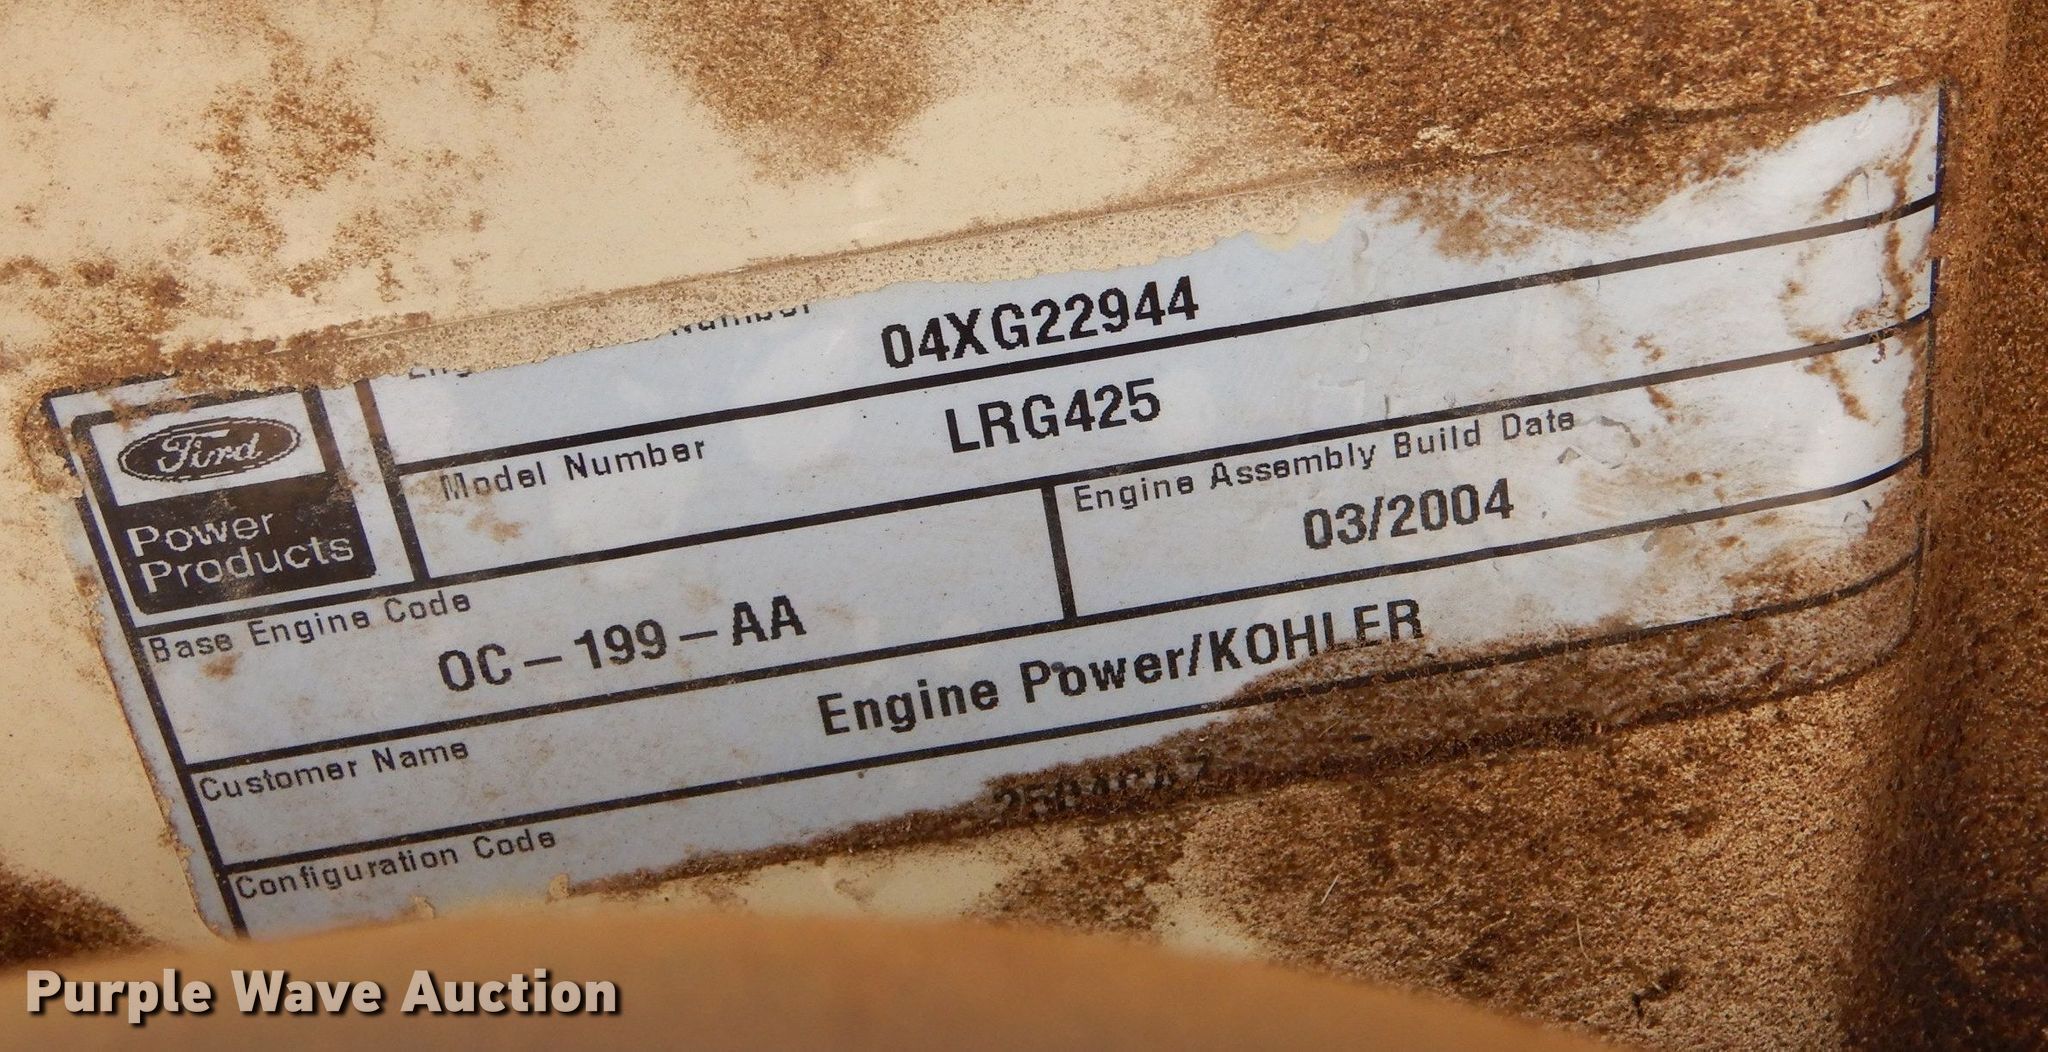 Number 04XG22944
Model Number LRG425
Ford
Power
Products
Engine Assembly Build Date
03/2004
Base Engine Code
OC-199-AA
Customer Name Engine Power/KOHLER
Configuration Code
Purple Wave Auction